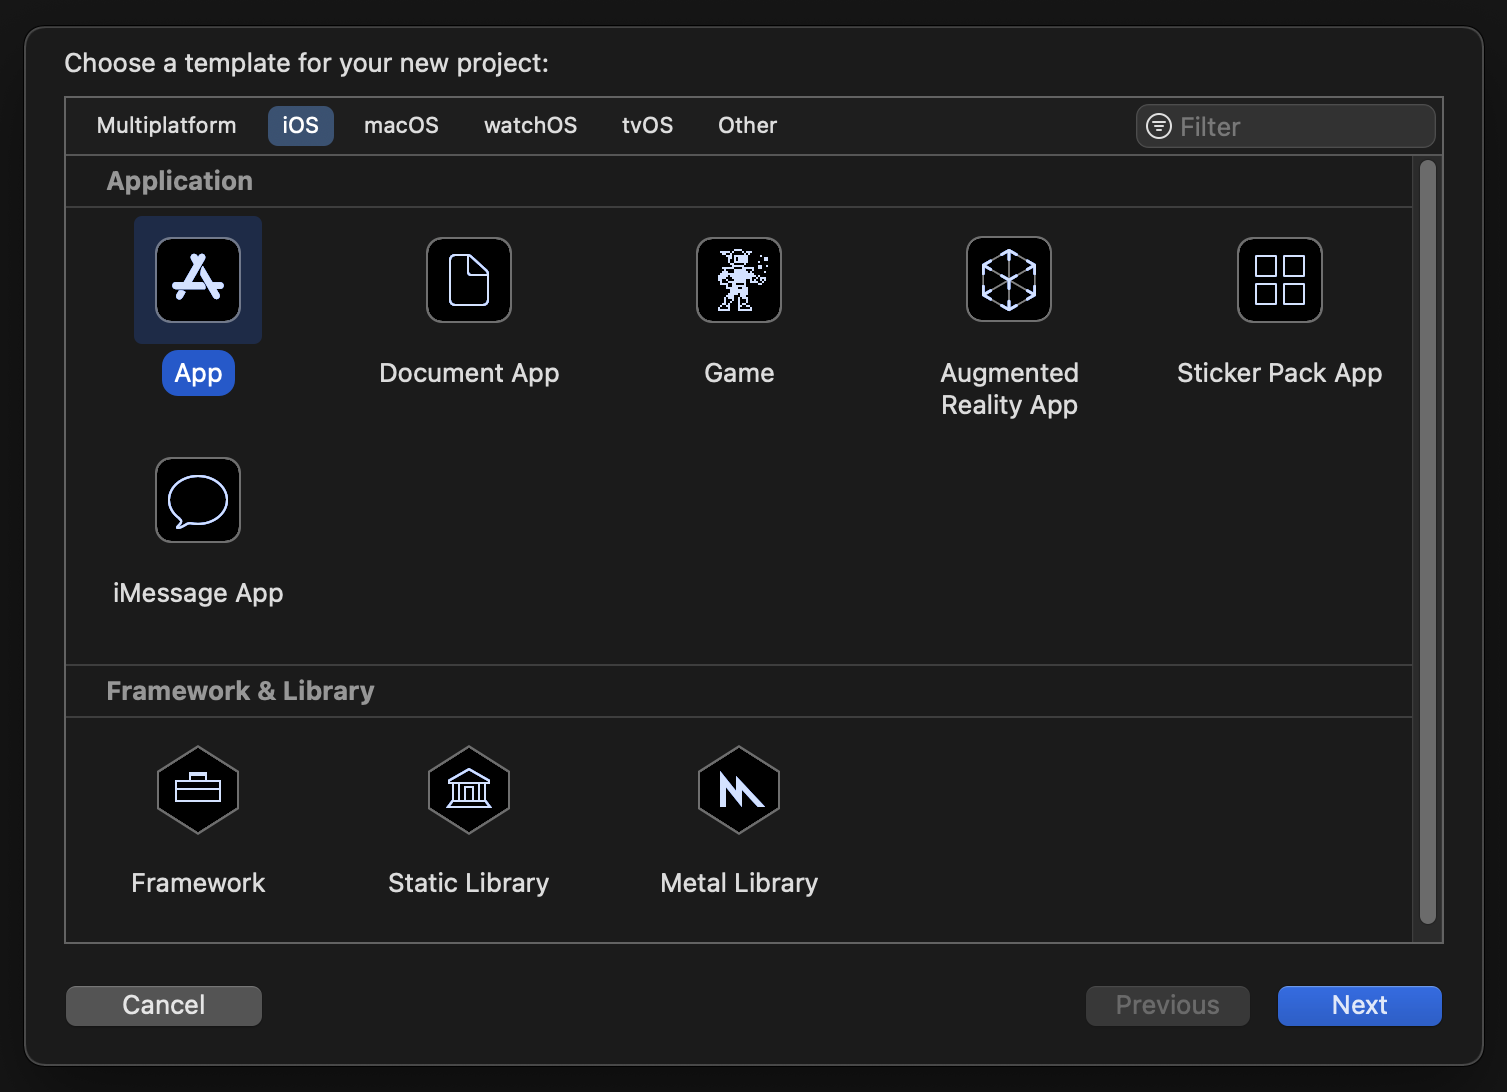 Choose a template for your new project:
Multiplatform iOS macOS watchOS tvOS Other Filter
Application
App Document App Game Augmented Sticker Pack App
Reality App
iMessage App
Framework & Library
Framework Static Library Metal Library
Cancel Previous Next